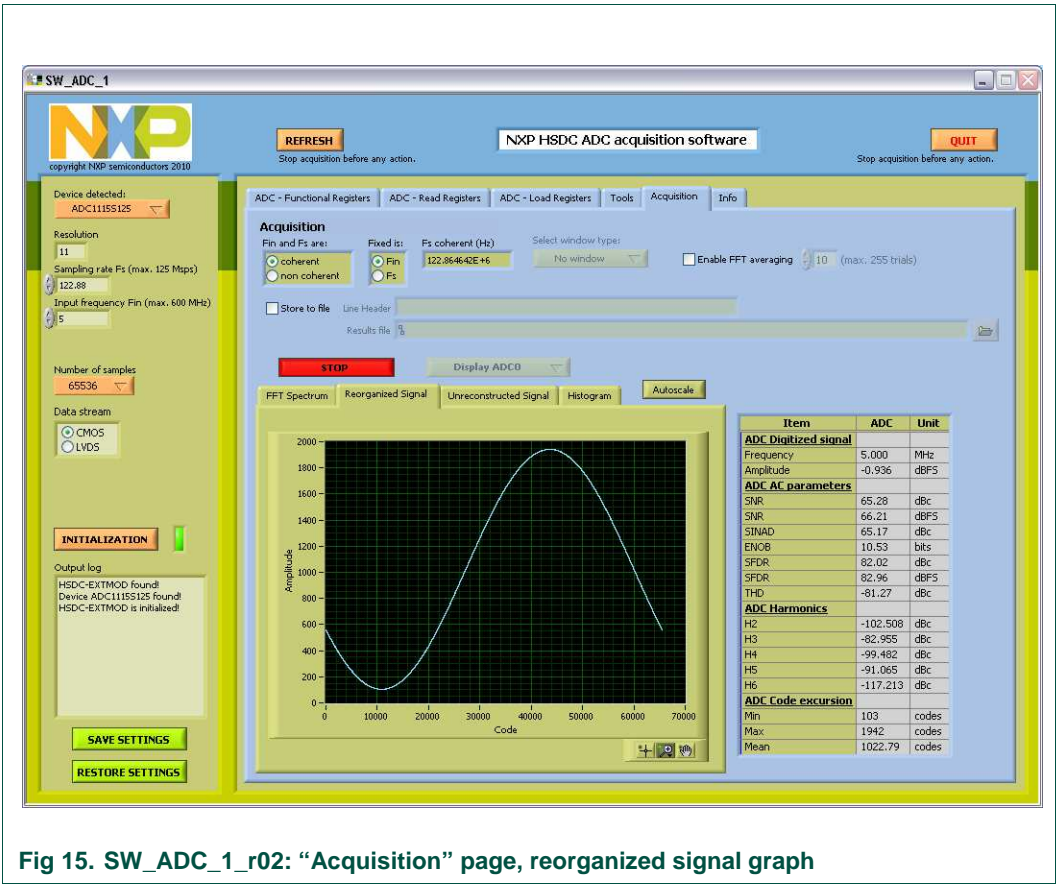 SW_ADC_1
NXP
copyright NXP semiconductors 2010
REFRESH
Stop acquisition before any action.
NXP HSDC ADC acquisition software
QUIT
Stop acquisition before any action.
Device detected:
ADC1115S125
Resolution
11
Sampling rate Fs (max. 125 Msps)
122.88
Input frequency Fin (max. 600 MHz)
5
Number of samples
65536
Data stream
CMOS
LVDS
INITIALIZATION
Output log
HSDC-EXTMOD found!
Device ADC1115S125 found!
HSDC-EXTMOD is initialized!
SAVE SETTINGS
RESTORE SETTINGS
ADC - Functional Registers ADC - Read Registers ADC - Load Registers Tools Acquisition Info
Acquisition
Fin and Fs are: Fixed is: Fs coherent (Hz) Select window type:
coherent Fin 122.864642E+6 No window Enable FFT averaging 10 (max. 255 trials)
non coherent Fs
Store to file Line Header
Results file
STOP Display ADC0
FFT Spectrum Reorganized Signal Unreconstructed Signal Histogram Autoscale
Amplitude
2000
1800
1600
1400
1200
1000
800
600
400
200
0
0 10000 20000 30000 40000 50000 60000 70000
Code
Item ADC Unit
ADC Digitized signal
Frequency 5.000 MHz
Amplitude -0.936 dBFS
ADC AC parameters
SNR 65.28 dBc
SNR 66.21 dBFS
SINAD 65.17 dBc
ENOB 10.53 bits
SFDR 82.02 dBc
SFDR 82.96 dBFS
THD -81.27 dBc
ADC Harmonics
H2 -102.508 dBc
H3 -82.955 dBc
H4 -99.482 dBc
H5 -91.065 dBc
H6 -117.213 dBc
ADC Code excursion
Min 103 codes
Max 1942 codes
Mean 1022.79 codes
Fig 15. SW_ADC_1_r02: “Acquisition” page, reorganized signal graph